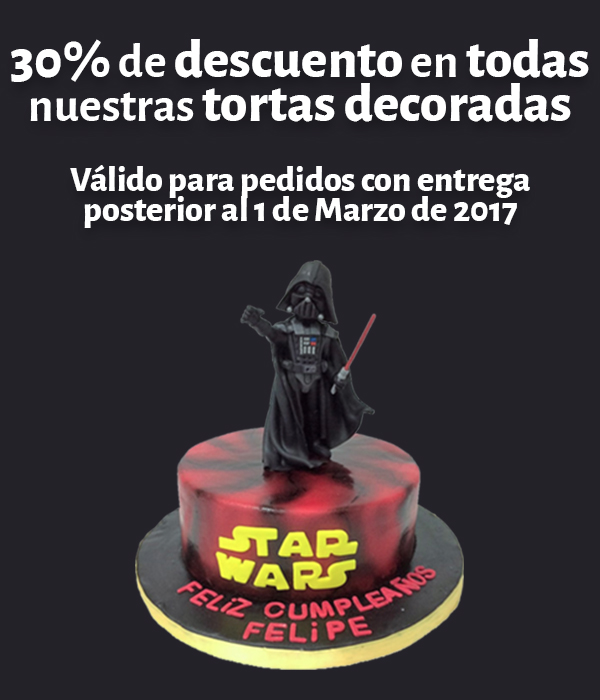 30% de descuento en todas
nuestras tortas decoradas
Válido para pedidos con entrega
posterior al 1 de Marzo de 2017
STAR
WARS
FELIZ CUMPLEAÑOS
FELIPE